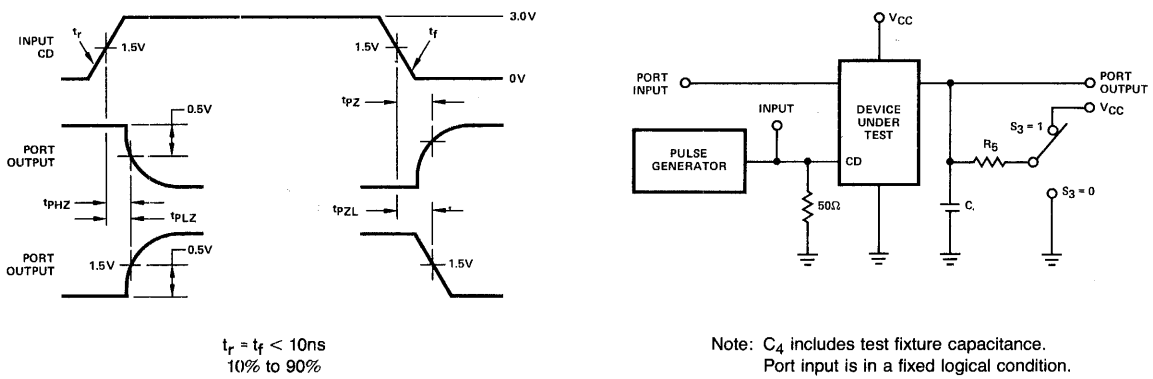 INPUT
CD
tr
1.5V
1.5V
tf
3.0V
0V
PORT
OUTPUT
0.5V
tPZ
tPHZ
tPLZ
tPZL
PORT
OUTPUT
1.5V
0.5V
1.5V
tr = tf < 10ns
10% to 90%
VCC
PORT
INPUT
INPUT
PULSE
GENERATOR
DEVICE
UNDER
TEST
CD
50Ω
PORT
OUTPUT
VCC
S3 = 1
R5
C
S3 = 0
Note: C4 includes test fixture capacitance.
Port input is in a fixed logical condition.